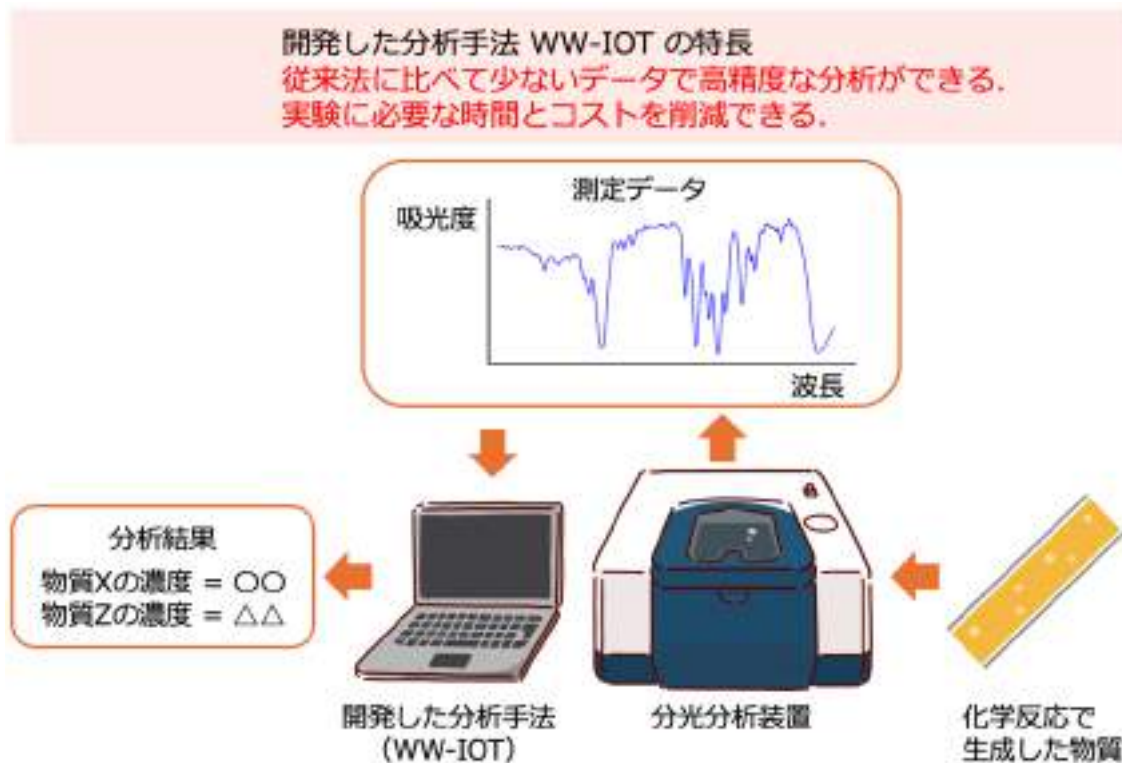 開発した分析手法 WW-IOT の特長
従来法に比べて少ないデータで高精度な分析ができる.
実験に必要な時間とコストを削減できる.
測定データ
吸光度
波長
分析結果
物質Xの濃度 = 〇〇
物質Zの濃度 = △△
開発した分析手法
(WW-IOT)
分光分析装置
化学反応で
生成した物質